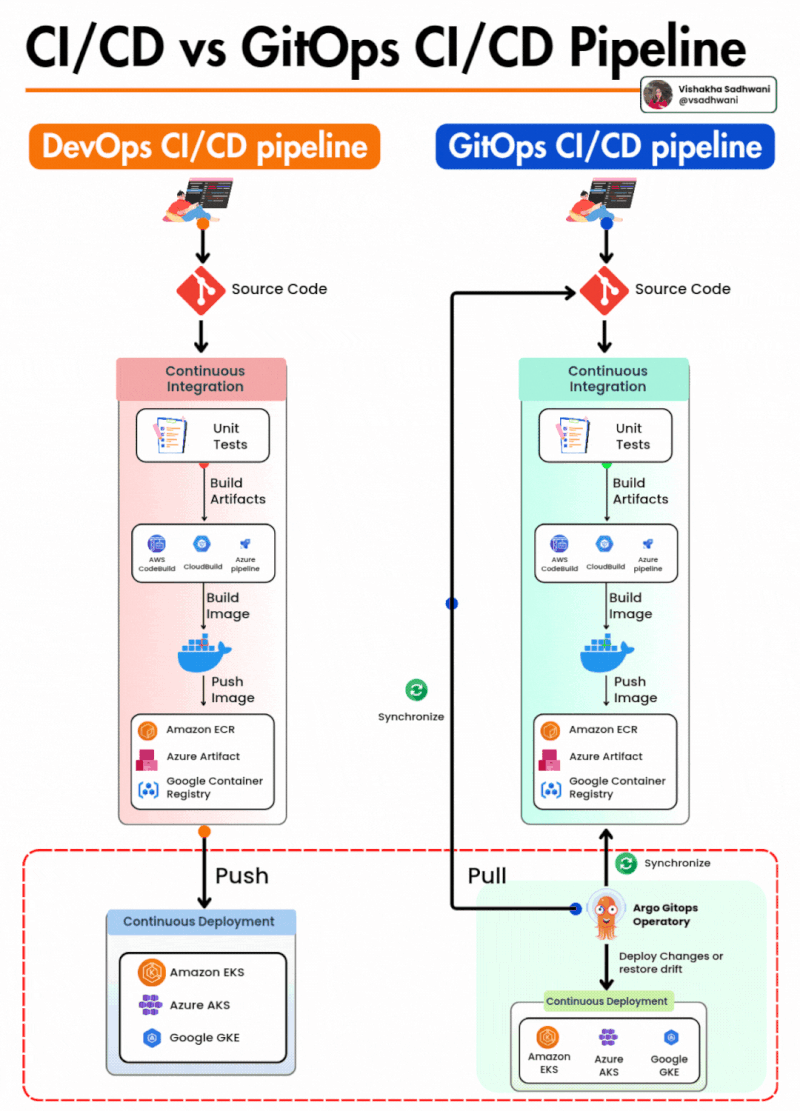 CI/CD vs GitOps CI/CD Pipeline
Vishakha Sadhwani
@vsadhwani
DevOps CI/CD pipeline
Source Code
Continuous
Integration
Unit
Tests
Build
Artifacts
AWS
CodeBuild
CloudBuild
Azure
pipeline
Build
Image
Push
Image
Amazon ECR
Azure Artifact
Google Container
Registry
Push
Continuous Deployment
Amazon EKS
Azure AKS
Google GKE
GitOps CI/CD pipeline
Source Code
Continuous
Integration
Unit
Tests
Build
Artifacts
AWS
CodeBuild
CloudBuild
Azure
pipeline
Build
Image
Push
Image
Amazon ECR
Azure Artifact
Google Container
Registry
Synchronize
Synchronize
Pull
Argo Gitops
Operatory
Deploy Changes or
restore drift
Continuous Deployment
Amazon
EKS
Azure
AKS
Google
GKE